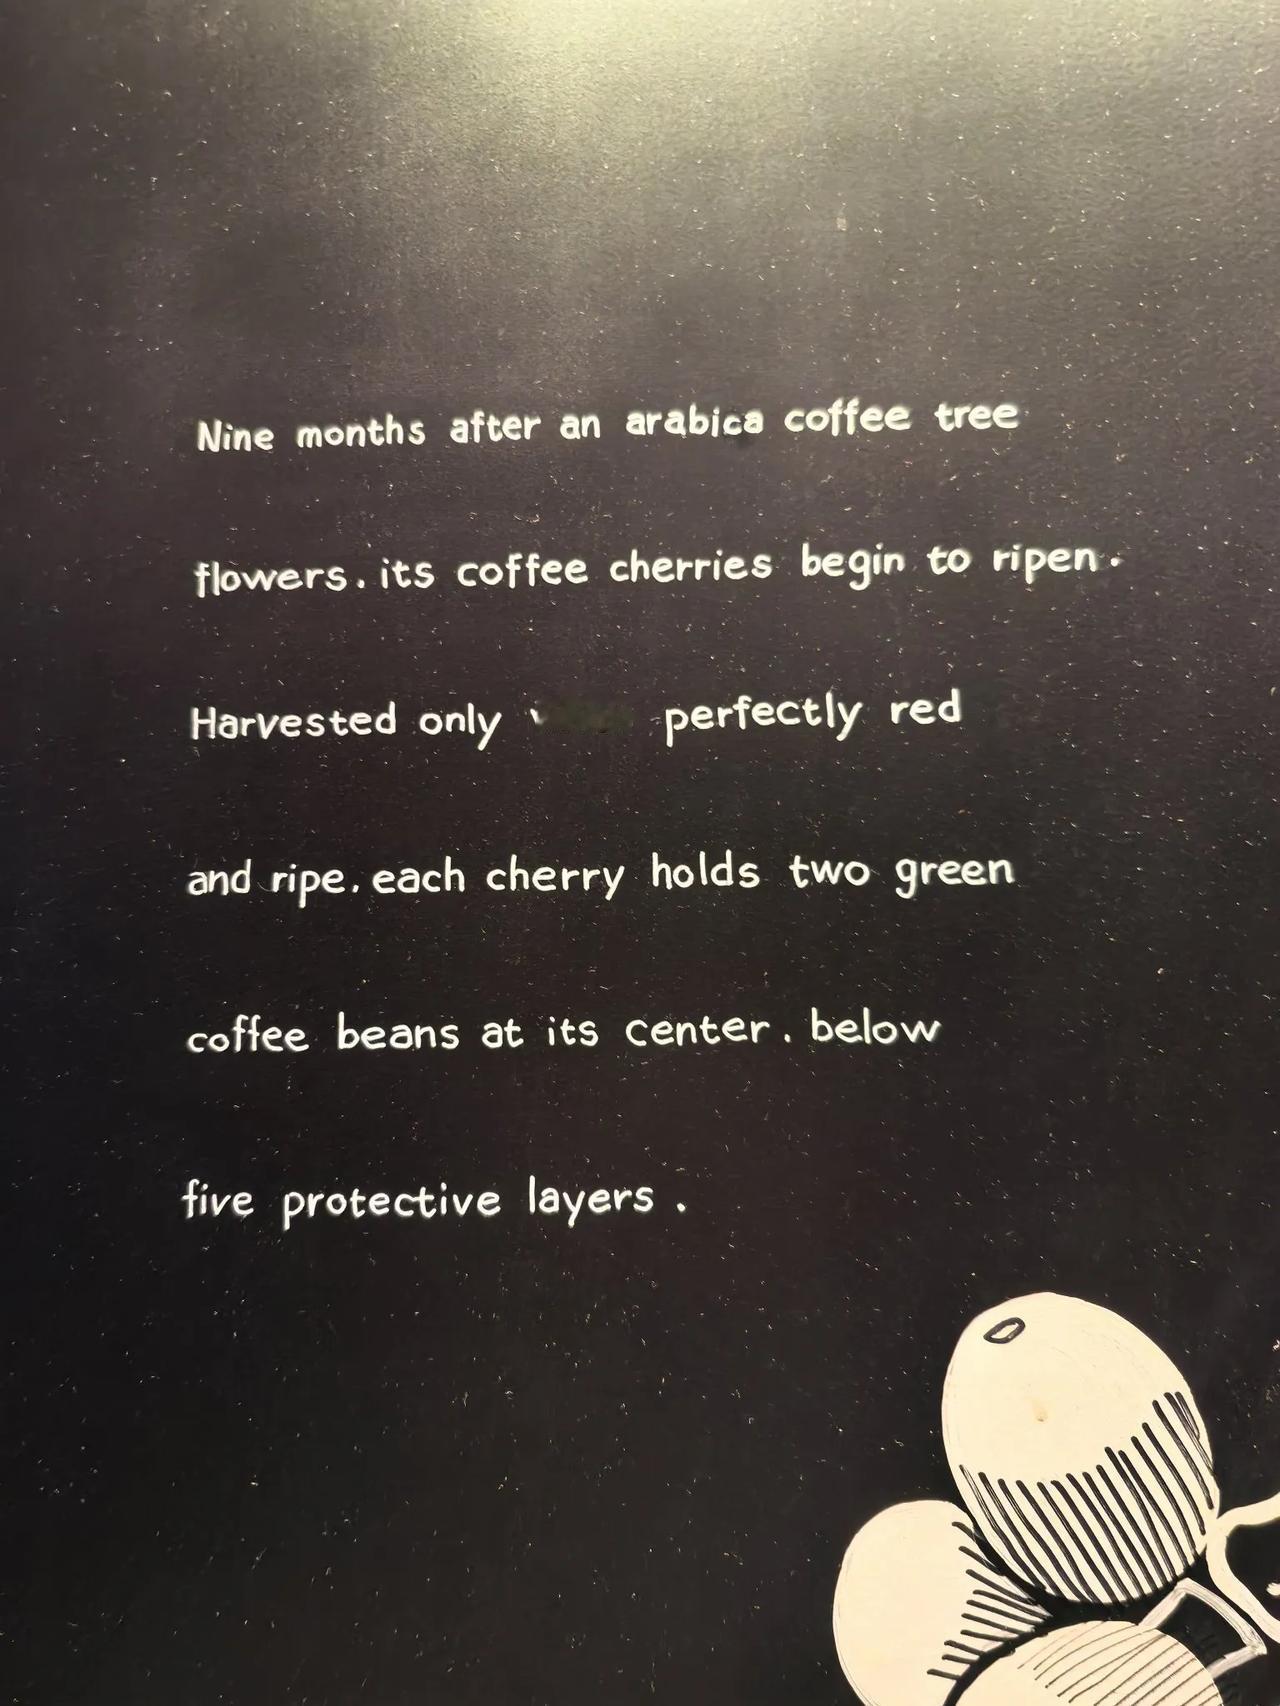 Nine months after an arabica coffee tree
flowers. its coffee cherries begin to ripen.
Harvested only perfectly red
and ripe. each cherry holds two green
coffee beans at its center. below
five protective layers.